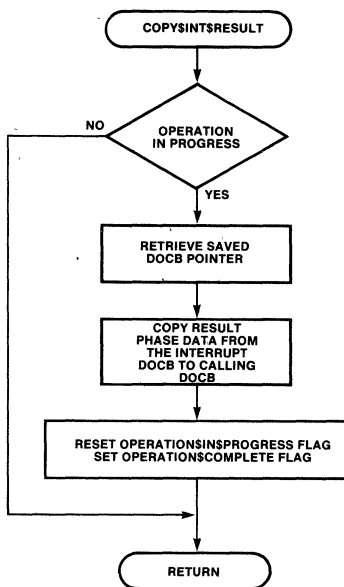 COPY$INT$RESULT
OPERATION
IN PROGRESS
NO
YES
RETRIEVE SAVED
DOCB POINTER
COPY RESULT
PHASE DATA FROM
THE INTERRUPT
DOCB TO CALLING
DOCB
RESET OPERATION$IN$PROGRESS FLAG
SET OPERATION$COMPLETE FLAG
RETURN